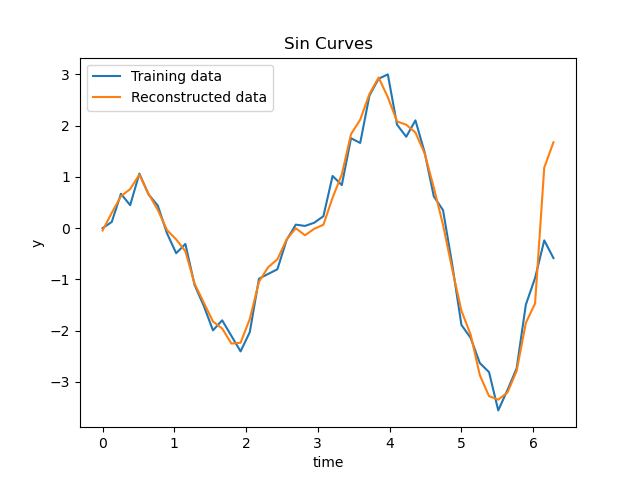 Sin Curves
Training data
Reconstructed data
3
2
1
0
−1
−2
−3
y
0 1 2 3 4 5 6
time